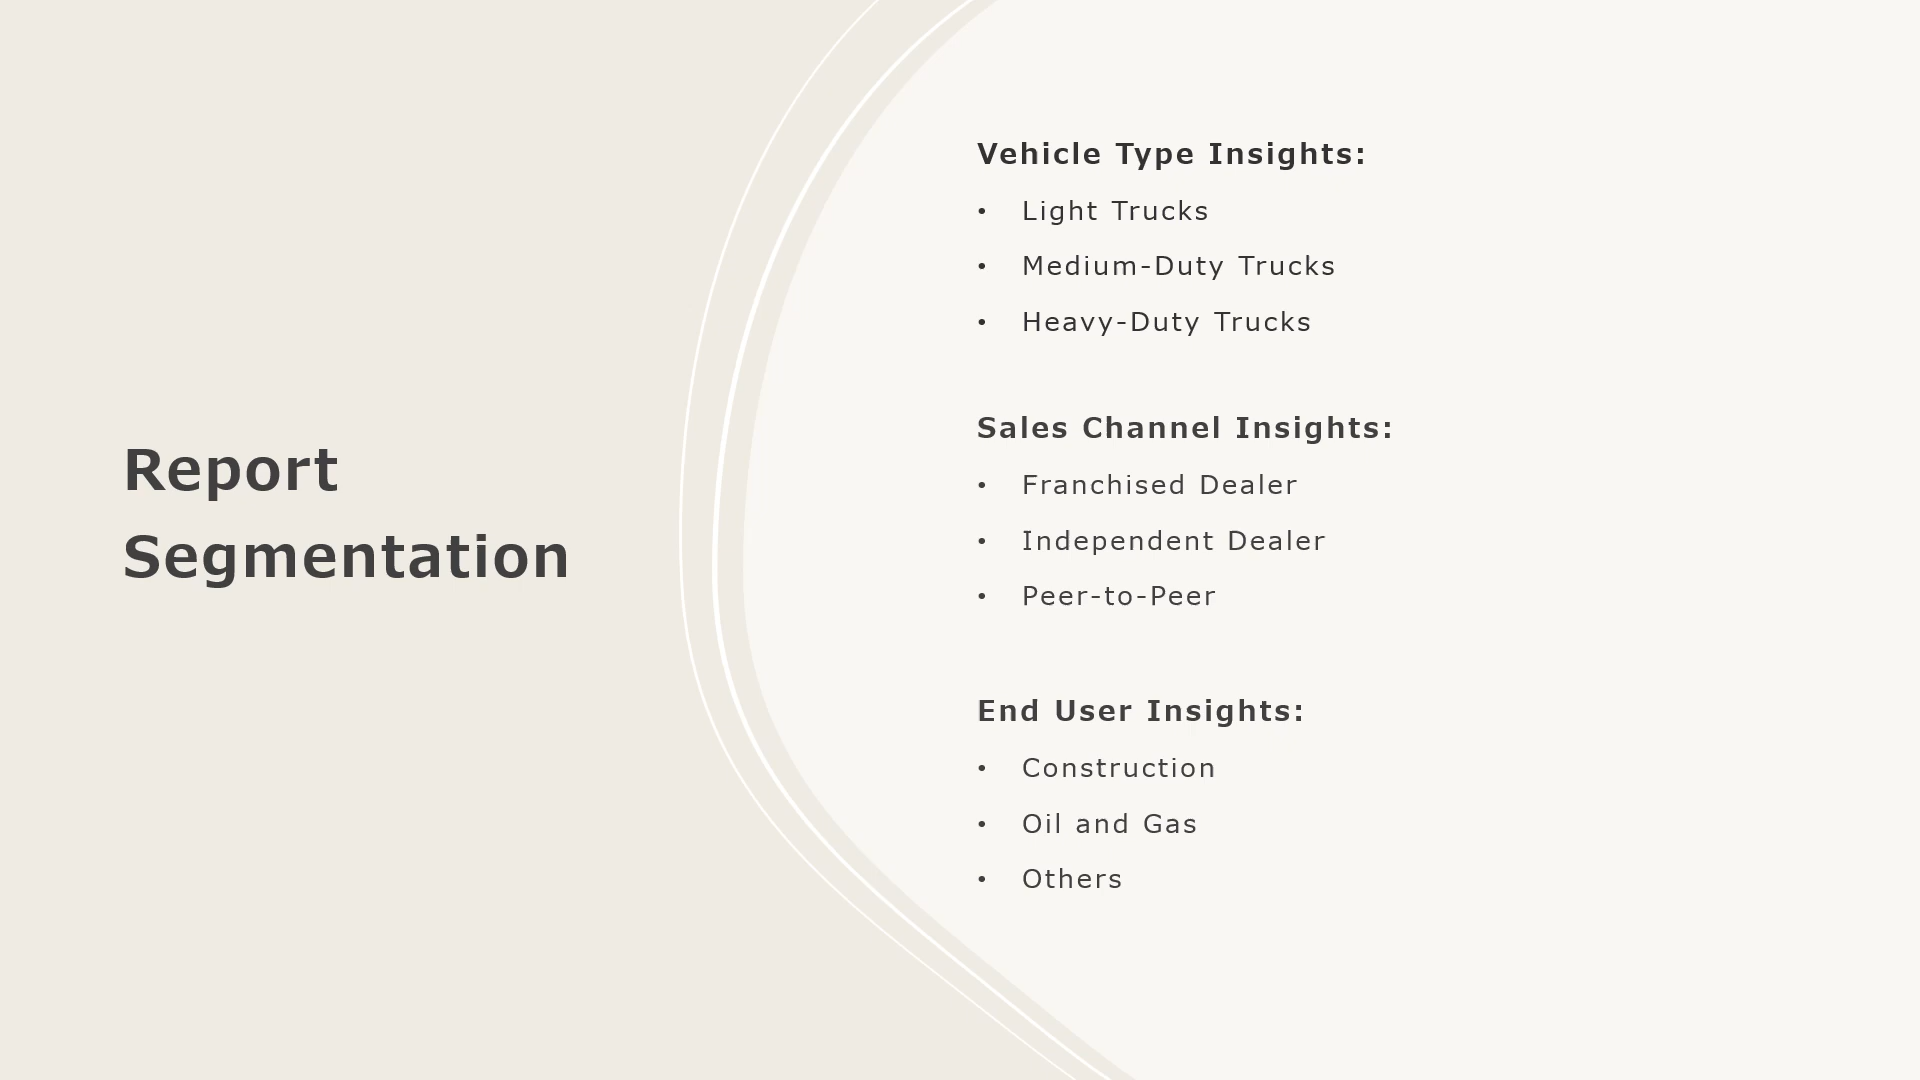 Report
Segmentation
Vehicle Type Insights:
• Light Trucks
• Medium-Duty Trucks
• Heavy-Duty Trucks
Sales Channel Insights:
• Franchised Dealer
• Independent Dealer
• Peer-to-Peer
End User Insights:
• Construction
• Oil and Gas
• Others